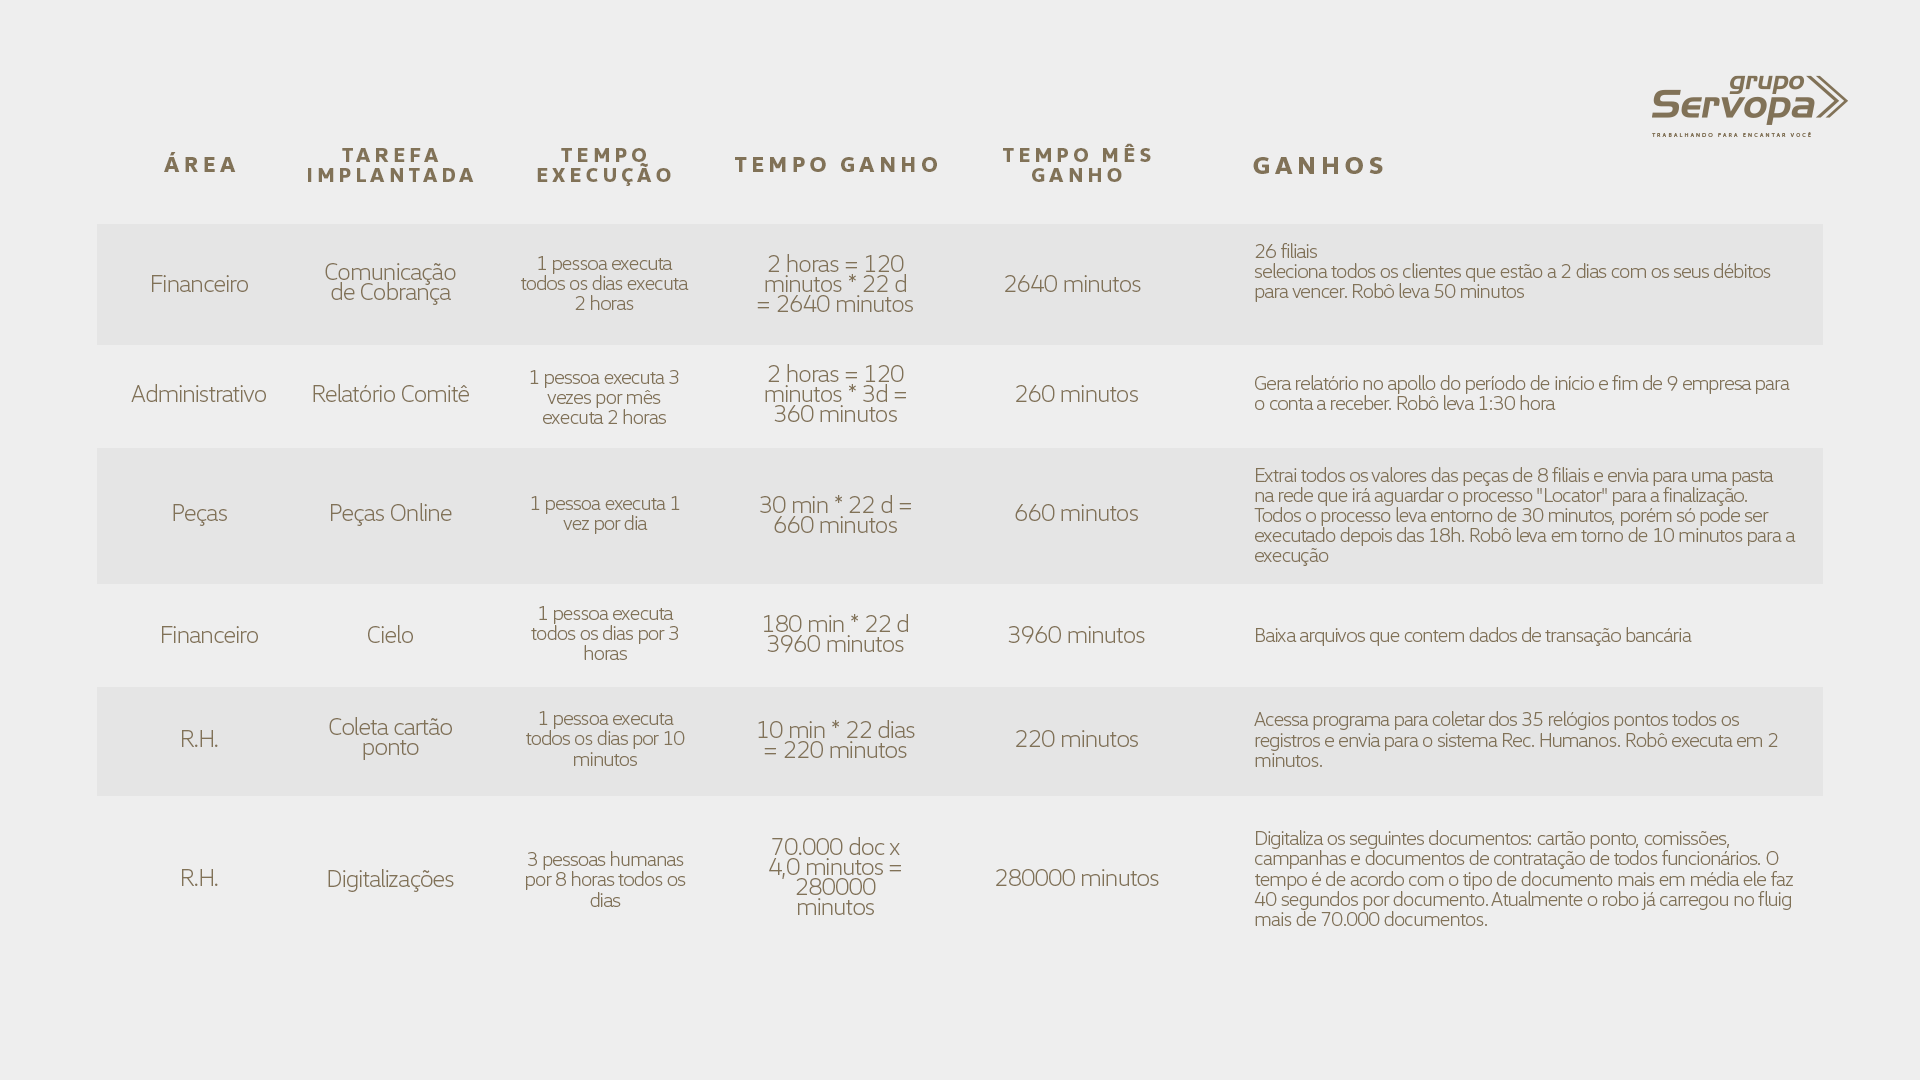 grupo
Servopa
TRABALHANDO PARA ENCANTAR VOCÊ
ÁREA
TAREFA
IMPLANTADA
TEMPO
EXECUÇÃO
TEMPO GANHO
TEMPO MÊS
GANHO
GANHOS
Financeiro
Comunicação
de Cobrança
1 pessoa executa
todos os dias executa
2 horas
2 horas = 120
minutos * 22 d
= 2640 minutos
2640 minutos
26 filiais
seleciona todos os clientes que estão a 2 dias com os seus débitos
para vencer. Robô leva 50 minutos
Administrativo
Relatório Comitê
1 pessoa executa 3
vezes por mês
executa 2 horas
2 horas = 120
minutos * 3d =
360 minutos
260 minutos
Gera relatório no apollo do período de início e fim de 9 empresa para
o conta a receber. Robô leva 1:30 hora
Peças
Peças Online
1 pessoa executa 1
vez por dia
30 min * 22 d =
660 minutos
660 minutos
Extrai todos os valores das peças de 8 filiais e envia para uma pasta
na rede que irá aguardar o processo "Locator" para a finalização.
Todos o processo leva entorno de 30 minutos, porém só pode ser
executado depois das 18h. Robô leva em torno de 10 minutos para a
execução
Financeiro
Cielo
1 pessoa executa
todos os dias por 3
horas
180 min * 22 d
3960 minutos
3960 minutos
Baixa arquivos que contem dados de transação bancária
R.H.
Coleta cartão
ponto
1 pessoa executa
todos os dias por 10
minutos
10 min * 22 dias
= 220 minutos
220 minutos
Acessa programa para coletar dos 35 relógios pontos todos os
registros e envia para o sistema Rec. Humanos. Robô executa em 2
minutos.
R.H.
Digitalizações
3 pessoas humanas
por 8 horas todos os
dias
70.000 doc x
4,0 minutos =
280000
minutos
280000 minutos
Digitaliza os seguintes documentos: cartão ponto, comissões,
campanhas e documentos de contratação de todos funcionários. O
tempo é de acordo com o tipo de documento mais em média ele faz
40 segundos por documento. Atualmente o robo já carregou no fluig
mais de 70.000 documentos.